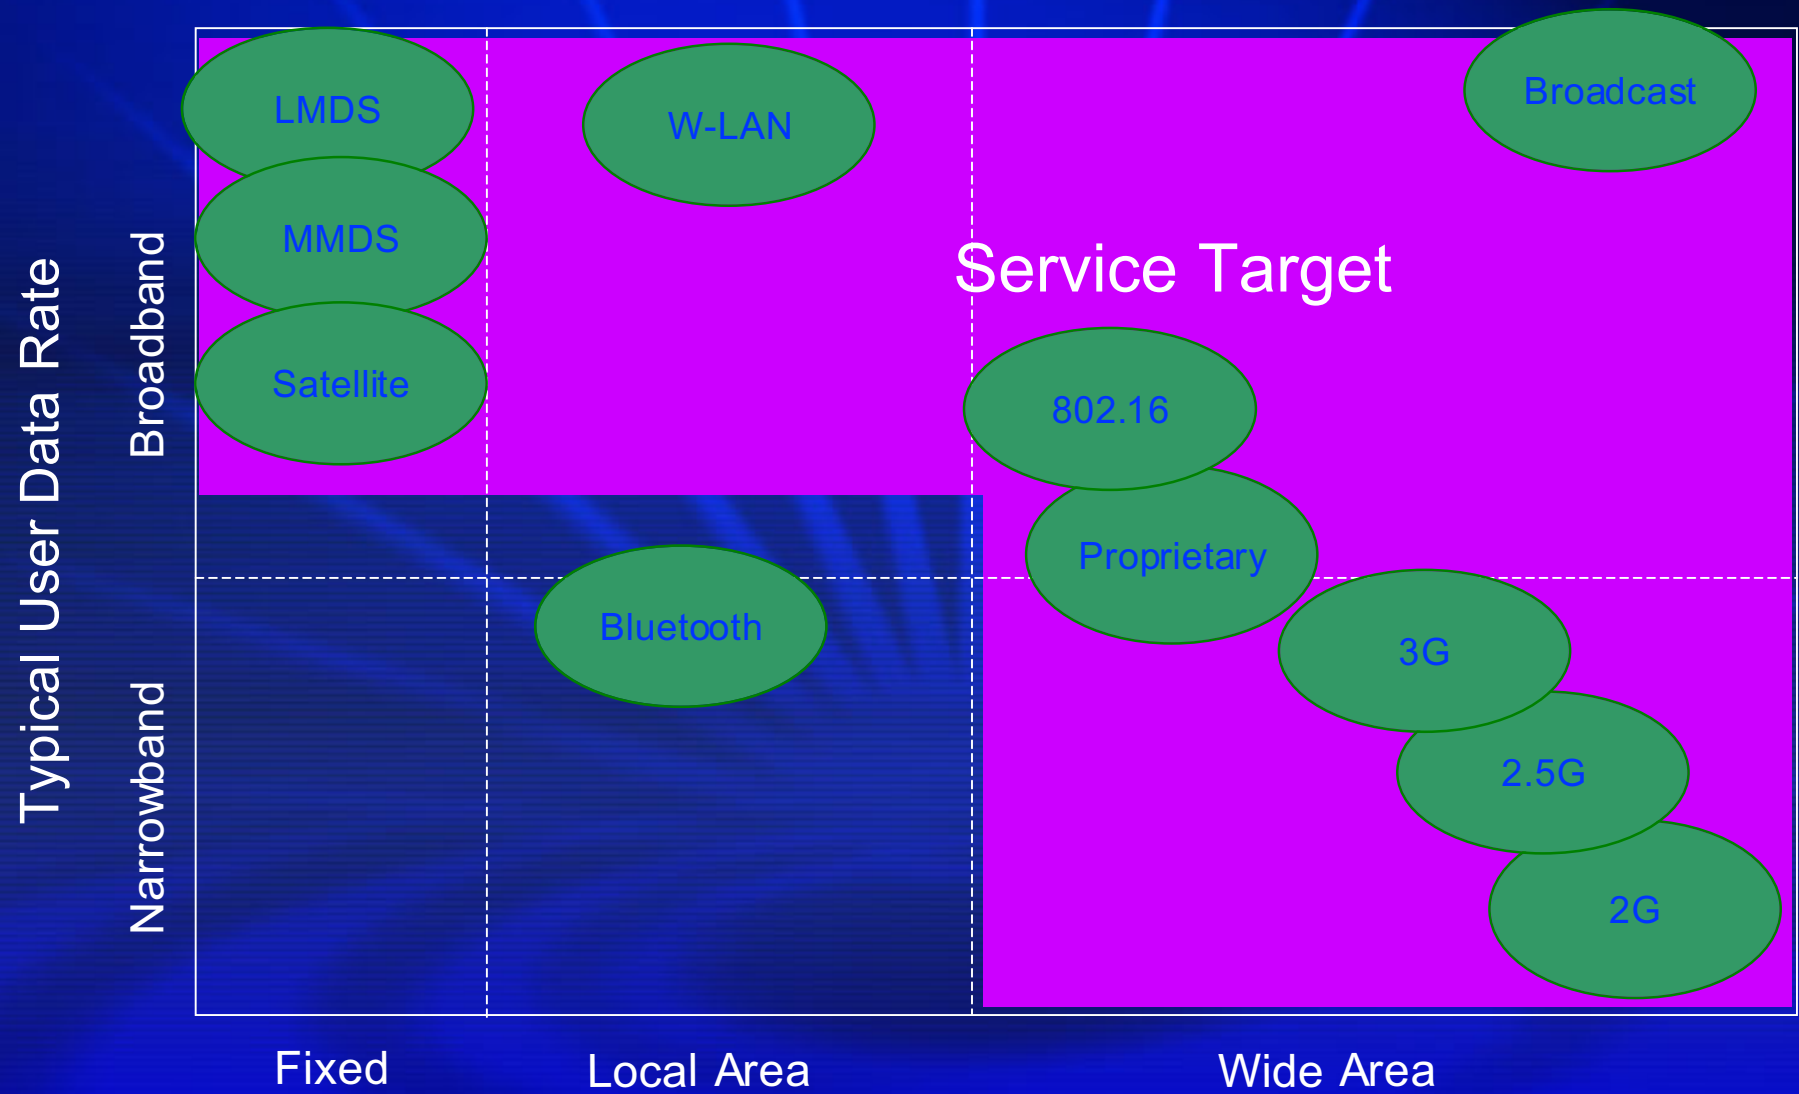 Typical User Data Rate
Broadband
Narrowband
LMDS
W-LAN
Broadcast
MMDS
Service Target
Satellite
802.16
Proprietary
Bluetooth
3G
2.5G
2G
Fixed
Local Area
Wide Area